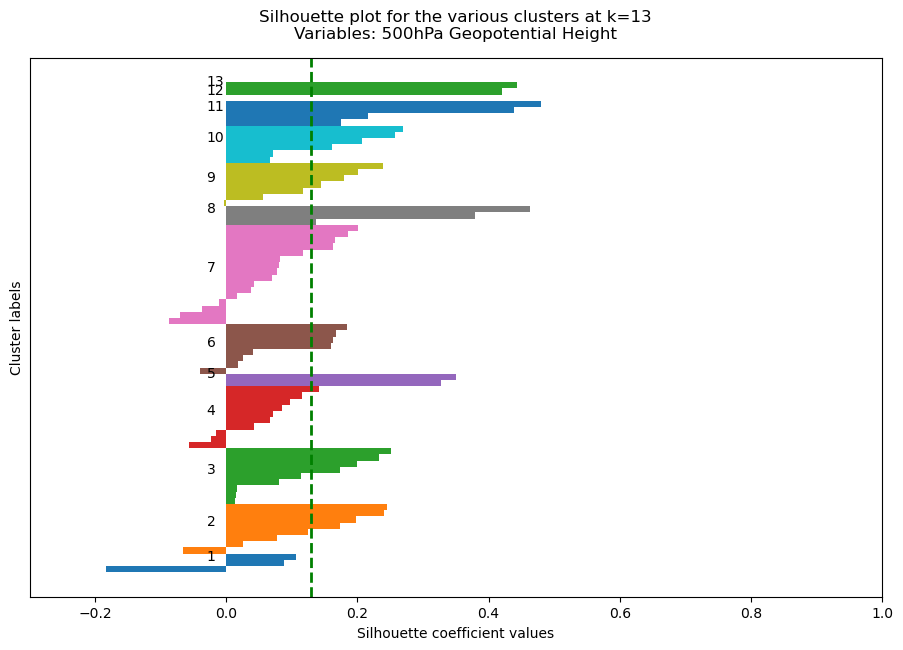 Silhouette plot for the various clusters at k=13
Variables: 500hPa Geopotential Height
Cluster labels
13
12
11
10
9
8
7
6
5
4
3
2
1
−0.2 0.0 0.2 0.4 0.6 0.8 1.0
Silhouette coefficient values